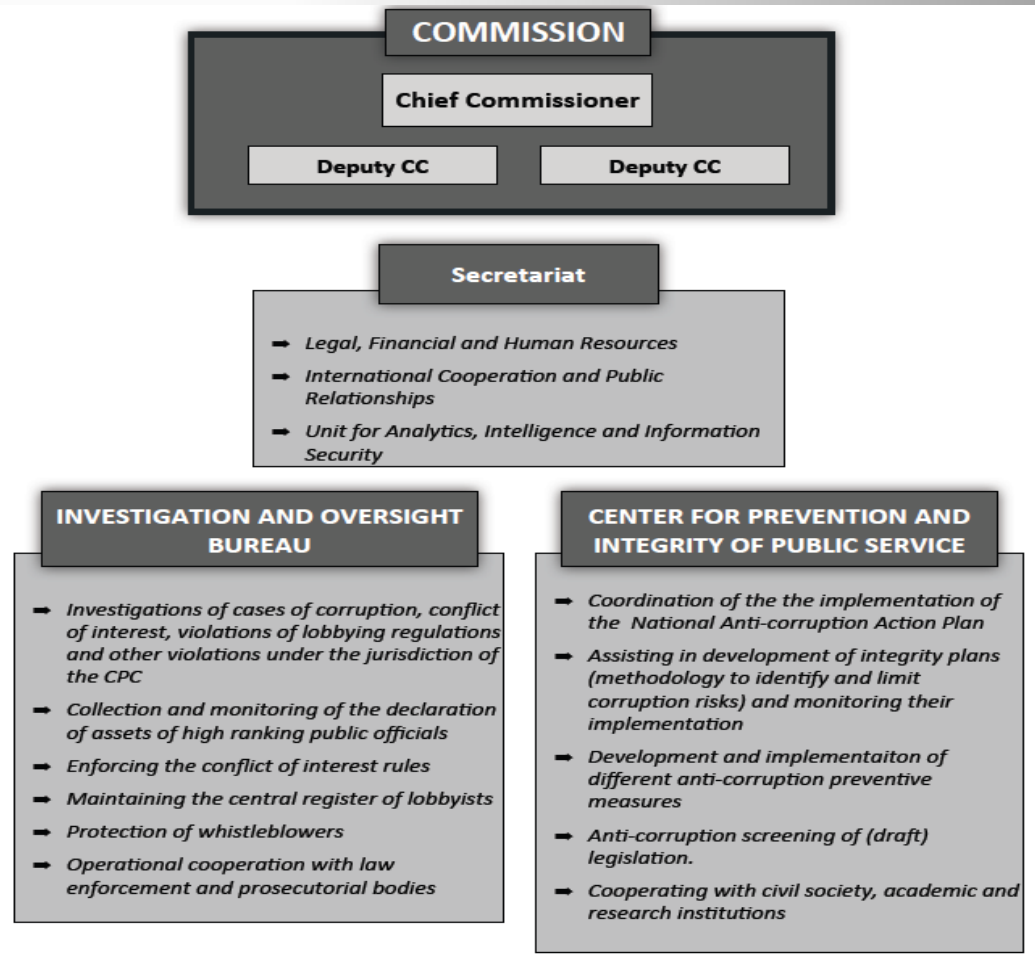 COMMISSION
Chief Commissioner
Deputy CC
Deputy CC
Secretariat
➡ Legal, Financial and Human Resources
➡ International Cooperation and Public
Relationships
➡ Unit for Analytics, Intelligence and Information
Security
INVESTIGATION AND OVERSIGHT
BUREAU
➡ Investigations of cases of corruption, conflict
of interest, violations of lobbying regulations
and other violations under the jurisdiction of
the CPC
➡ Collection and monitoring of the declaration
of assets of high ranking public officials
➡ Enforcing the conflict of interest rules
➡ Maintaining the central register of lobbyists
➡ Protection of whistleblowers
➡ Operational cooperation with law
enforcement and prosecutorial bodies
CENTER FOR PREVENTION AND
INTEGRITY OF PUBLIC SERVICE
➡ Coordination of the the implementation of
the National Anti-corruption Action Plan
➡ Assisting in development of integrity plans
(methodology to identify and limit
corruption risks) and monitoring their
implementation
➡ Development and implementaiton of
different anti-corruption preventive
measures
➡ Anti-corruption screening of (draft)
legislation.
➡ Cooperating with civil society, academic and
research institutions